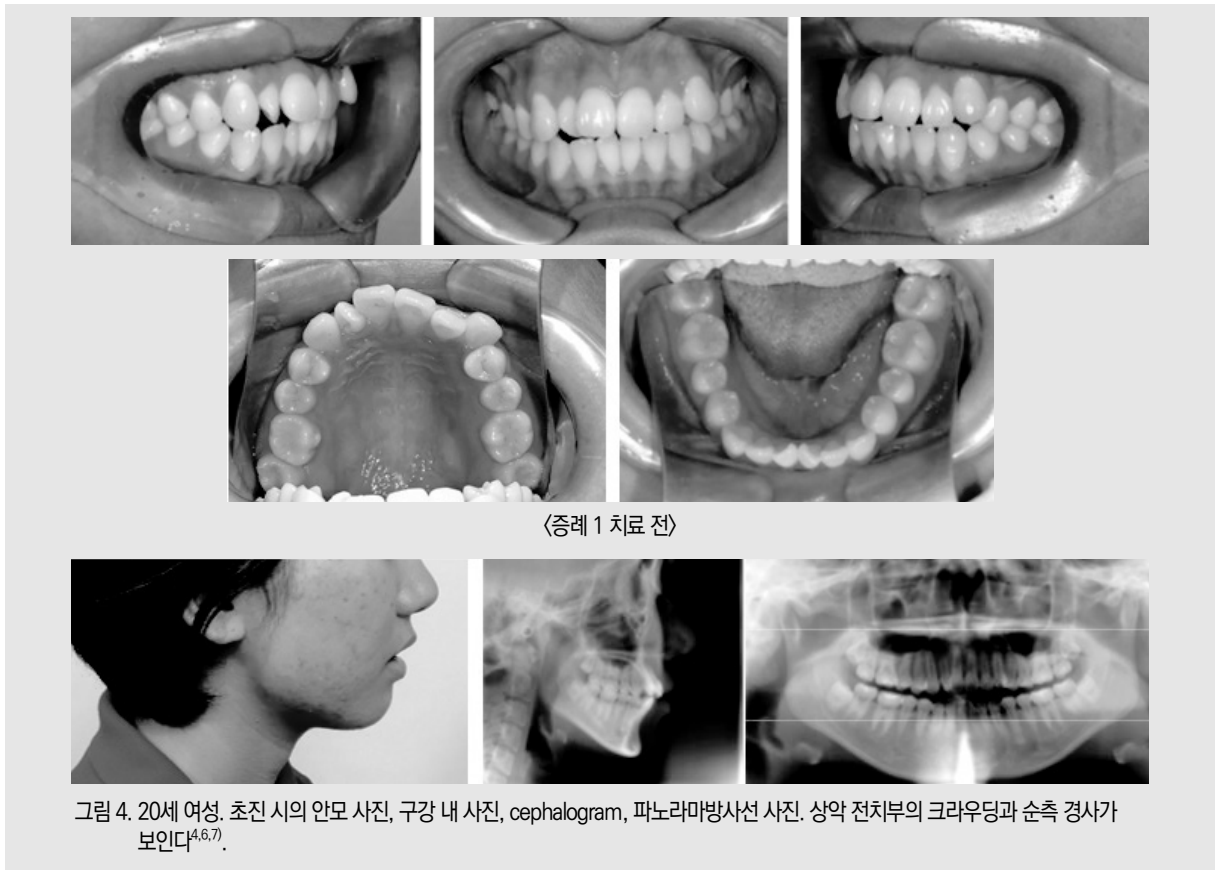 〈증례 1 치료 전〉
그림 4. 20세 여성. 초진 시의 안모 사진, 구강 내 사진, cephalogram, 파노라마방사선 사진. 상악 전치부의 크라우딩과 순측 경사가
보인다4,6,7).